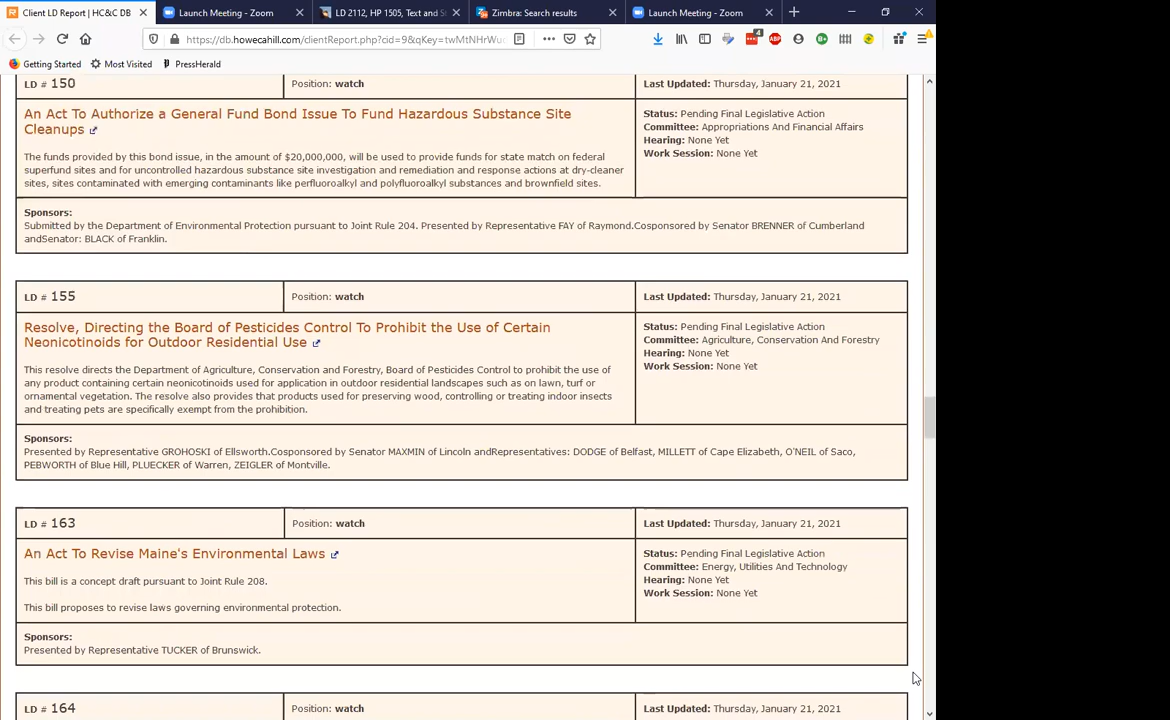 Client LD Report | HC&C DB
Launch Meeting - Zoom
LD 2112, HP 1505, Text and St
Zimbra: Search results
Launch Meeting - Zoom
https://db.howecahill.com/clientReport.php?cid=9&qKey=twMtNHrWu
4
ABP
Getting Started
Most Visited
PressHerald
LD # 150
Position: watch
Last Updated: Thursday, January 21, 2021
An Act To Authorize a General Fund Bond Issue To Fund Hazardous Substance Site
Cleanups
The funds provided by this bond issue, in the amount of $20,000,000, will be used to provide funds for state match on federal
superfund sites and for uncontrolled hazardous substance site investigation and remediation and response actions at dry-cleaner
sites, sites contaminated with emerging contaminants like perfluoroalkyl and polyfluoroalkyl substances and brownfield sites.
Status: Pending Final Legislative Action
Committee: Appropriations And Financial Affairs
Hearing: None Yet
Work Session: None Yet
Sponsors:
Submitted by the Department of Environmental Protection pursuant to Joint Rule 204. Presented by Representative FAY of Raymond.Cosponsored by Senator BRENNER of Cumberland
andSenator: BLACK of Franklin.
LD # 155
Position: watch
Last Updated: Thursday, January 21, 2021
Resolve, Directing the Board of Pesticides Control To Prohibit the Use of Certain
Neonicotinoids for Outdoor Residential Use
This resolve directs the Department of Agriculture, Conservation and Forestry, Board of Pesticides Control to prohibit the use of
any product containing certain neonicotinoids used for application in outdoor residential landscapes such as on lawn, turf or
ornamental vegetation. The resolve also provides that products used for preserving wood, controlling or treating indoor insects
and treating pets are specifically exempt from the prohibition.
Status: Pending Final Legislative Action
Committee: Agriculture, Conservation And Forestry
Hearing: None Yet
Work Session: None Yet
Sponsors:
Presented by Representative GROHOSKI of Ellsworth.Cosponsored by Senator MAXMIN of Lincoln andRepresentatives: DODGE of Belfast, MILLETT of Cape Elizabeth, O'NEIL of Saco,
PEBWORTH of Blue Hill, PLUECKER of Warren, ZEIGLER of Montville.
LD # 163
Position: watch
Last Updated: Thursday, January 21, 2021
An Act To Revise Maine's Environmental Laws
This bill is a concept draft pursuant to Joint Rule 208.
This bill proposes to revise laws governing environmental protection.
Status: Pending Final Legislative Action
Committee: Energy, Utilities And Technology
Hearing: None Yet
Work Session: None Yet
Sponsors:
Presented by Representative TUCKER of Brunswick.
LD # 164
Position: watch
Last Updated: Thursday, January 21, 2021